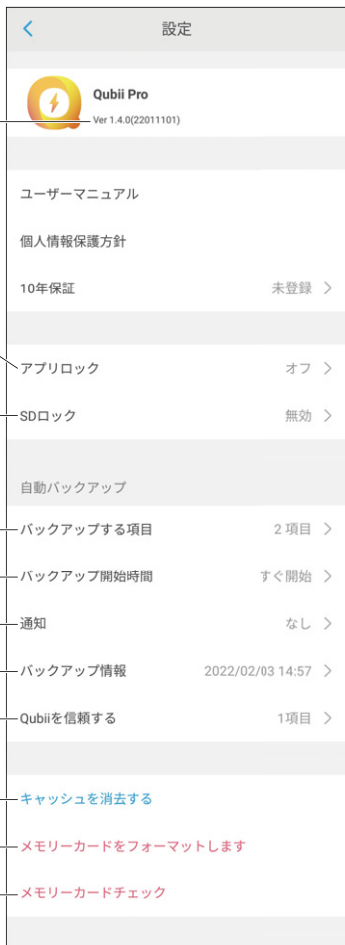 設定
Qubii Pro
Ver 1.4.0(22011101)
ユーザーマニュアル
個人情報保護方針
10年保証 未登録
アプリロック オフ
SDロック 無効
自動バックアップ
バックアップする項目 2 項目
バックアップ開始時間 すぐ開始
通知 なし
バックアップ情報 2022/02/03 14:57
Qubiiを信頼する 1項目
キャッシュを消去する
メモリーカードをフォーマットします
メモリーカードチェック